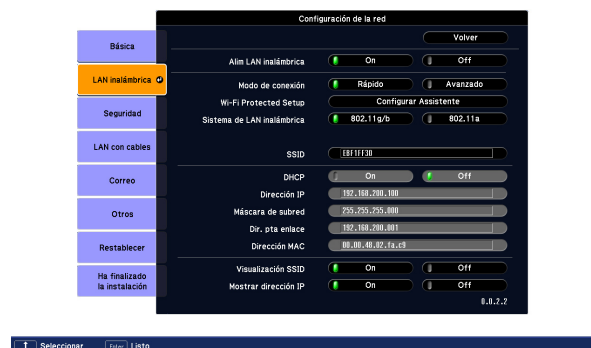 Configuración de la red
Volver
Básica
Alim LAN inalámbrica On Off
LAN inalámbrica
Modo de conexión Rápido Avanzado
Wi-Fi Protected Setup Configurar Assistente
Seguridad
Sistema de LAN inalámbrica 802.11g/b 802.11a
LAN con cables
SSID EBF1FF3D
Correo
DHCP On Off
Dirección IP 192.168.200.100
Otros
Máscara de subred 255.255.255.000
Dir. pta enlace 192.168.200.001
Restablecer
Dirección MAC 00.00.48.02.fa.c9
Ha finalizado
la instalación
Visualización SSID On Off
Mostrar dirección IP On Off
0.0.2.2
Seleccionar Enter Listo